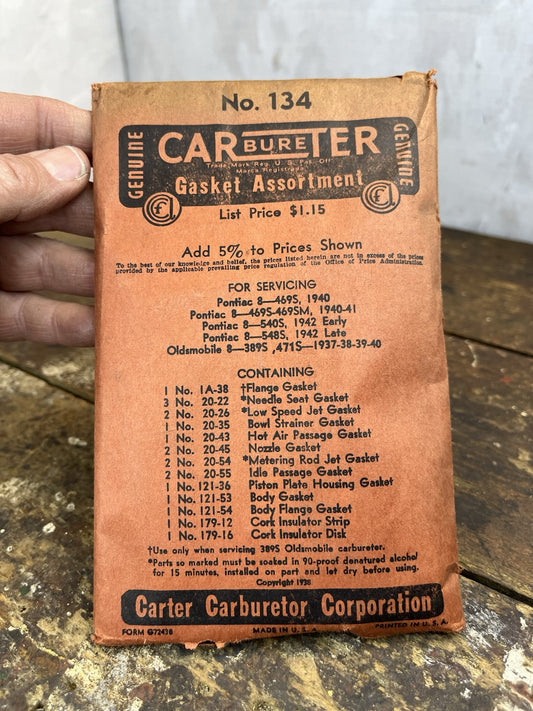 No. 134
GENUINE
CARBURETER
GENUINE
Trade Mark Reg. U. S. Pat. Off.
Marca Registrada
Gasket Assortment
List Price $1.15
Add 5% to Prices Shown
To the best of our knowledge and belief, the prices listed herein are not in excess of the prices
provided by the applicable prevailing price regulation of the Office of Price Administration.
FOR SERVICING
Pontiac 8—469S, 1940
Pontiac 8—469S-469SM, 1940-41
Pontiac 8—540S, 1942 Early
Pontiac 8—548S, 1942 Late
Oldsmobile 8—389S, 471S—1937-38-39-40
CONTAINING
1 No. 1A-38 †Flange Gasket
3 No. 20-22 *Needle Seat Gasket
2 No. 20-26 *Low Speed Jet Gasket
1 No. 20-35 Bowl Strainer Gasket
1 No. 20-43 Hot Air Passage Gasket
2 No. 20-45 Nozzle Gasket
2 No. 20-54 *Metering Rod Jet Gasket
2 No. 20-55 Idle Passage Gasket
1 No. 121-36 Piston Plate Housing Gasket
1 No. 121-53 Body Gasket
1 No. 121-54 Body Flange Gasket
1 No. 179-12 Cork Insulator Strip
1 No. 179-16 Cork Insulator Disk
†Use only when servicing 389S Oldsmobile carbureter.
*Parts so marked must be soaked in 90-proof denatured alcohol
for 15 minutes, installed on part and let dry before using.
Copyright 1938
Carter Carburetor Corporation
FORM G7243B
MADE IN U. S. A.
PRINTED IN U. S. A.